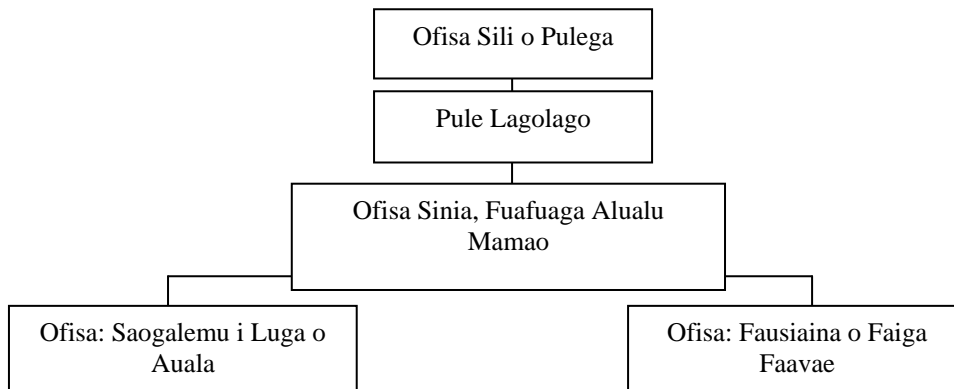 Ofisa Sili o Pulega
Pule Lagolago
Ofisa Sinia, Fuafuaga Alualu
Mamao
Ofisa: Saogalemu i Luga o
Auala
Ofisa: Fausiaina o Faiga
Faavae